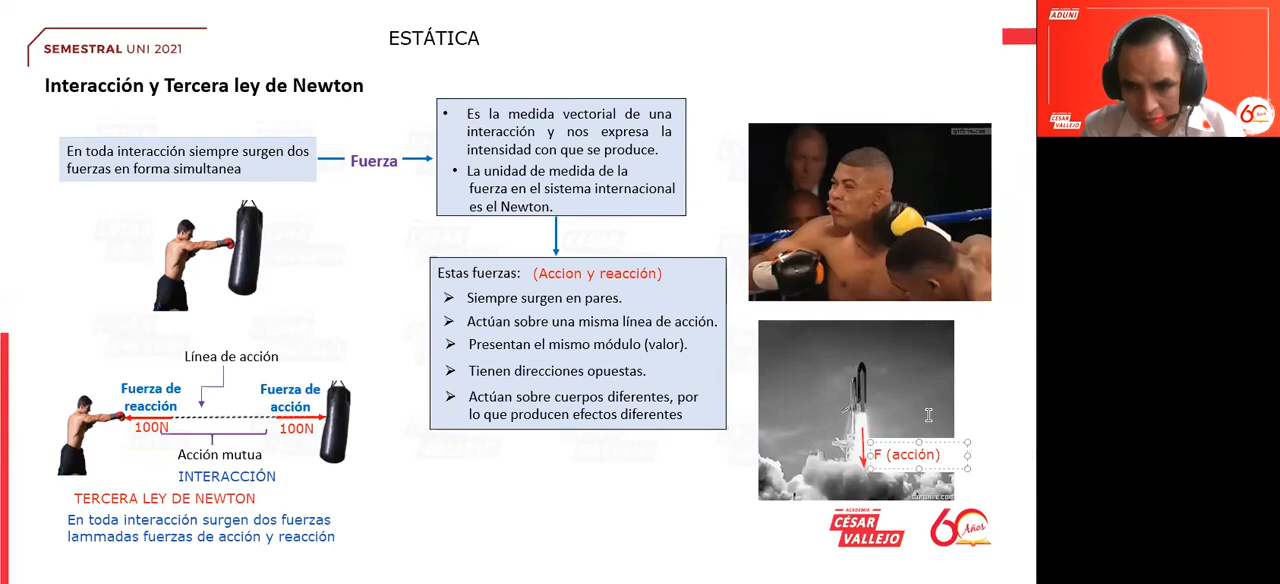 ESTÁTICA
SEMESTRAL UNI 2021
Interacción y Tercera ley de Newton
En toda interacción siempre surgen dos
fuerzas en forma simultanea
Fuerza
• Es la medida vectorial de una
interacción y nos expresa la
intensidad con que se produce.
• La unidad de medida de la
fuerza en el sistema internacional
es el Newton.
Estas fuerzas: (Accion y reacción)
Siempre surgen en pares.
Actúan sobre una misma línea de acción.
Presentan el mismo módulo (valor).
Tienen direcciones opuestas.
Actúan sobre cuerpos diferentes, por
lo que producen efectos diferentes
Línea de acción
Fuerza de
reacción
Fuerza de
acción
100N
100N
Acción mutua
INTERACCIÓN
TERCERA LEY DE NEWTON
En toda interacción surgen dos fuerzas
lammadas fuerzas de acción y reacción
F (acción)
ACADEMIA
CÉSAR
VALLEJO
60
Años
ADUNI
CÉSAR
VALLEJO
60
Años